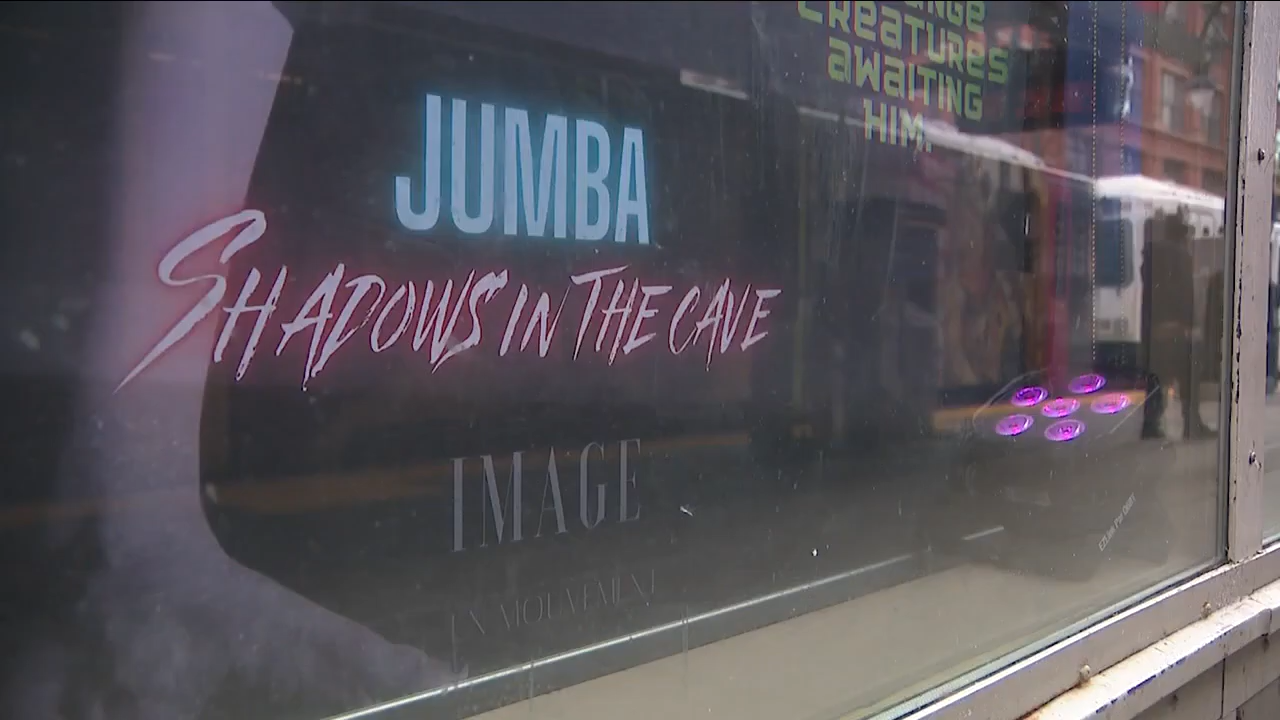 CREATURES
AWAITING
HIM.
JUMBA
SHADOWS IN THE CAVE
IMAGE
EN MOUVEMENT